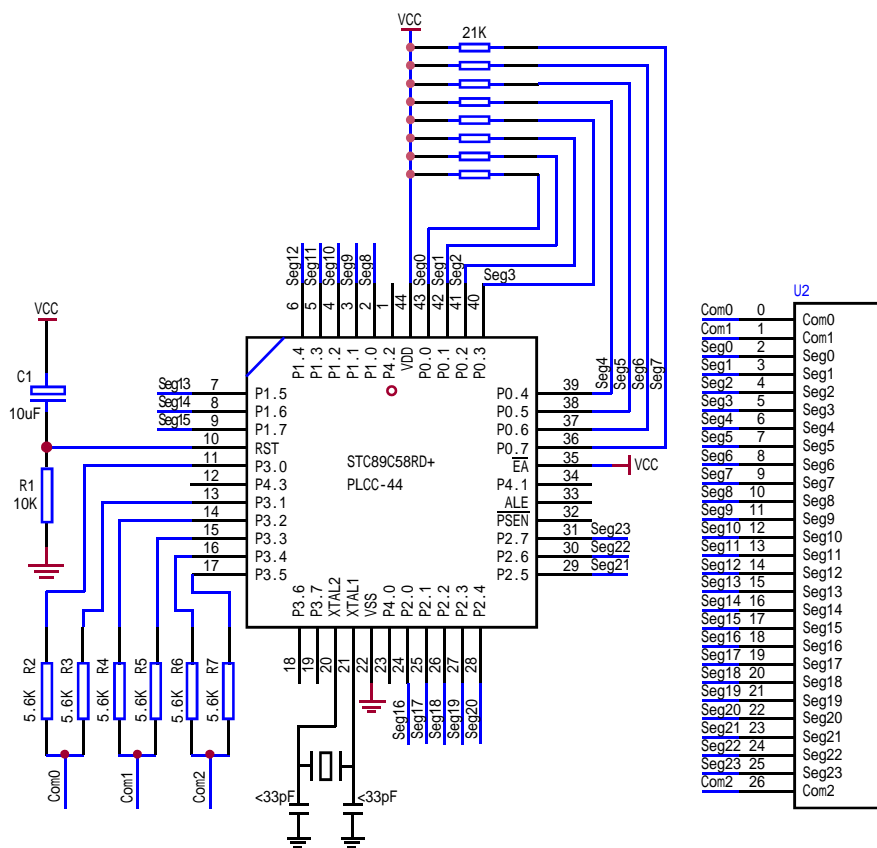 VCC
21K
Seg12
Seg11
Seg10
Seg9
Seg8
Seg0
Seg1
Seg2
Seg3
6
5
4
3
2
1
44
43
42
41
40
P1.4
P1.3
P1.2
P1.1
P1.0
P4.2
VDD
P0.0
P0.1
P0.2
P0.3
Seg4
Seg5
Seg6
Seg7
VCC
C1
10uF
R1
10K
Seg13 7 P1.5
Seg14 8 P1.6
Seg15 9 P1.7
10 RST
11 P3.0
12 P4.3
13 P3.1
14 P3.2
15 P3.3
16 P3.4
17 P3.5
STC89C58RD+
PLCC-44
P0.4 39
P0.5 38
P0.6 37
P0.7 36
EA 35 VCC
P4.1 34
ALE 33
PSEN 32
P2.7 31 Seg23
P2.6 30 Seg22
P2.5 29 Seg21
P3.6
P3.7
XTAL2
XTAL1
VSS
P4.0
P2.0
P2.1
P2.2
P2.3
P2.4
18
19
20
21
22
23
24
25
26
27
28
Seg16
Seg17
Seg18
Seg19
Seg20
R2 5.6K
R3 5.6K
R4 5.6K
R5 5.6K
R6 5.6K
R7 5.6K
Com0
Com1
Com2
<33pF
<33pF
U2
Com0 0 Com0
Com1 1 Com1
Seg0 2 Seg0
Seg1 3 Seg1
Seg2 4 Seg2
Seg3 5 Seg3
Seg4 6 Seg4
Seg5 7 Seg5
Seg6 8 Seg6
Seg7 9 Seg7
Seg8 10 Seg8
Seg9 11 Seg9
Seg10 12 Seg10
Seg11 13 Seg11
Seg12 14 Seg12
Seg13 15 Seg13
Seg14 16 Seg14
Seg15 17 Seg15
Seg16 18 Seg16
Seg17 19 Seg17
Seg18 20 Seg18
Seg19 21 Seg19
Seg20 22 Seg20
Seg21 23 Seg21
Seg22 24 Seg22
Seg23 25 Seg23
Com2 26 Com2